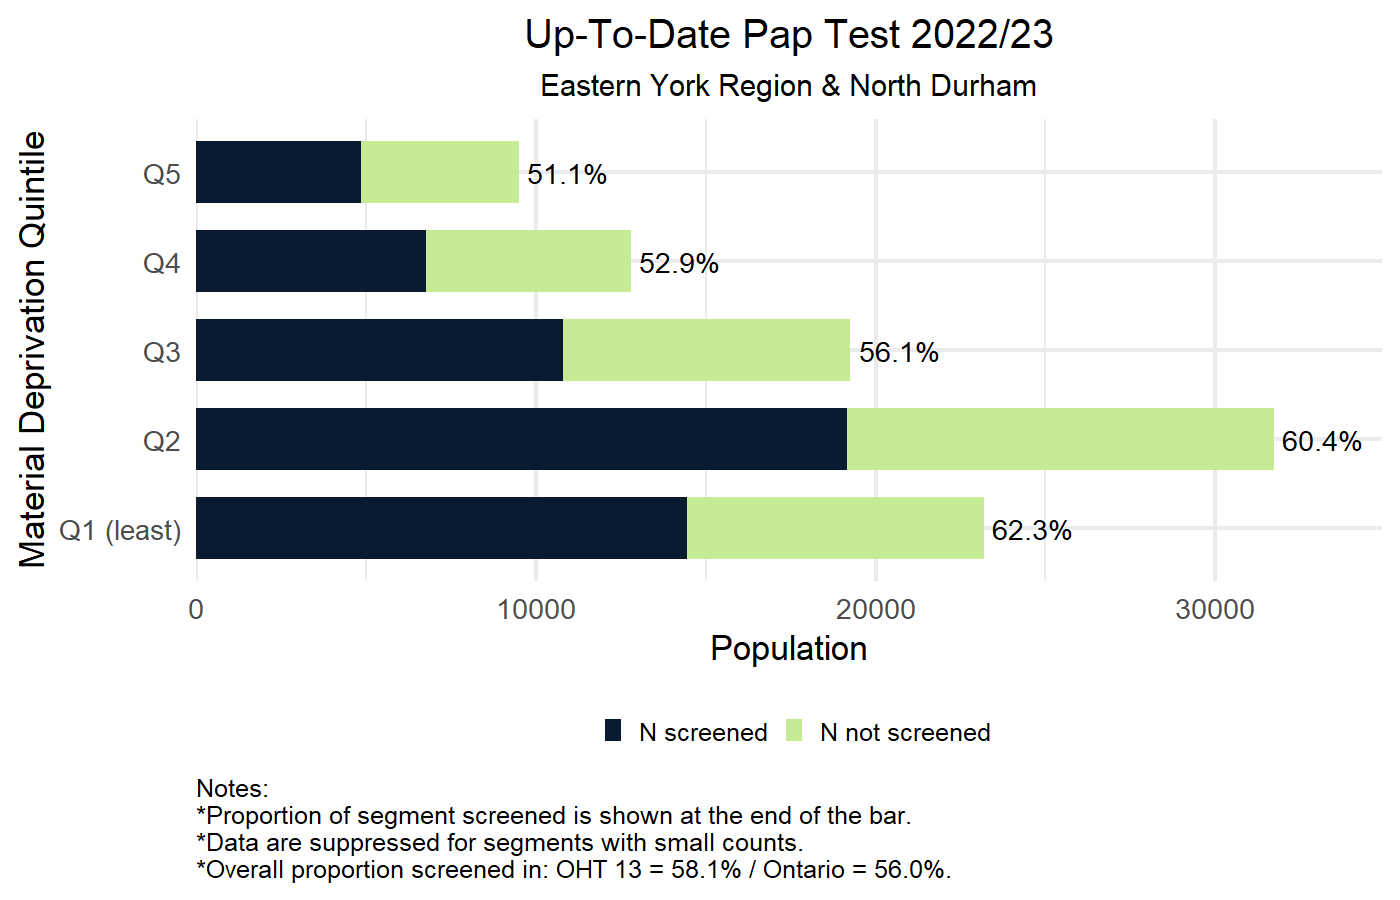 Up-To-Date Pap Test 2022/23
Eastern York Region & North Durham
Material Deprivation Quintile
Q5
51.1%
Q4
52.9%
Q3
56.1%
Q2
60.4%
Q1 (least)
62.3%
0
10000
20000
30000
Population
N screened
N not screened
Notes:
*Proportion of segment screened is shown at the end of the bar.
*Data are suppressed for segments with small counts.
*Overall proportion screened in: OHT 13 = 58.1% / Ontario = 56.0%.